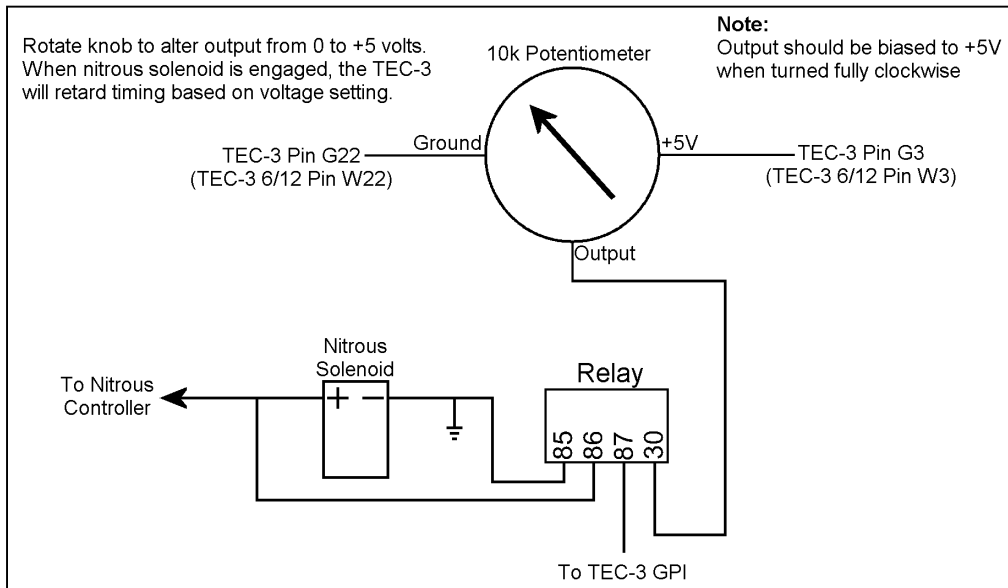 Rotate knob to alter output from 0 to +5 volts.
When nitrous solenoid is engaged, the TEC-3
will retard timing based on voltage setting.
10k Potentiometer
Note:
Output should be biased to +5V
when turned fully clockwise
TEC-3 Pin G22
(TEC-3 6/12 Pin W22)
Ground
+5V
TEC-3 Pin G3
(TEC-3 6/12 Pin W3)
Output
To Nitrous
Controller
Nitrous
Solenoid
+ −
Relay
85
86
87
30
To TEC-3 GPI